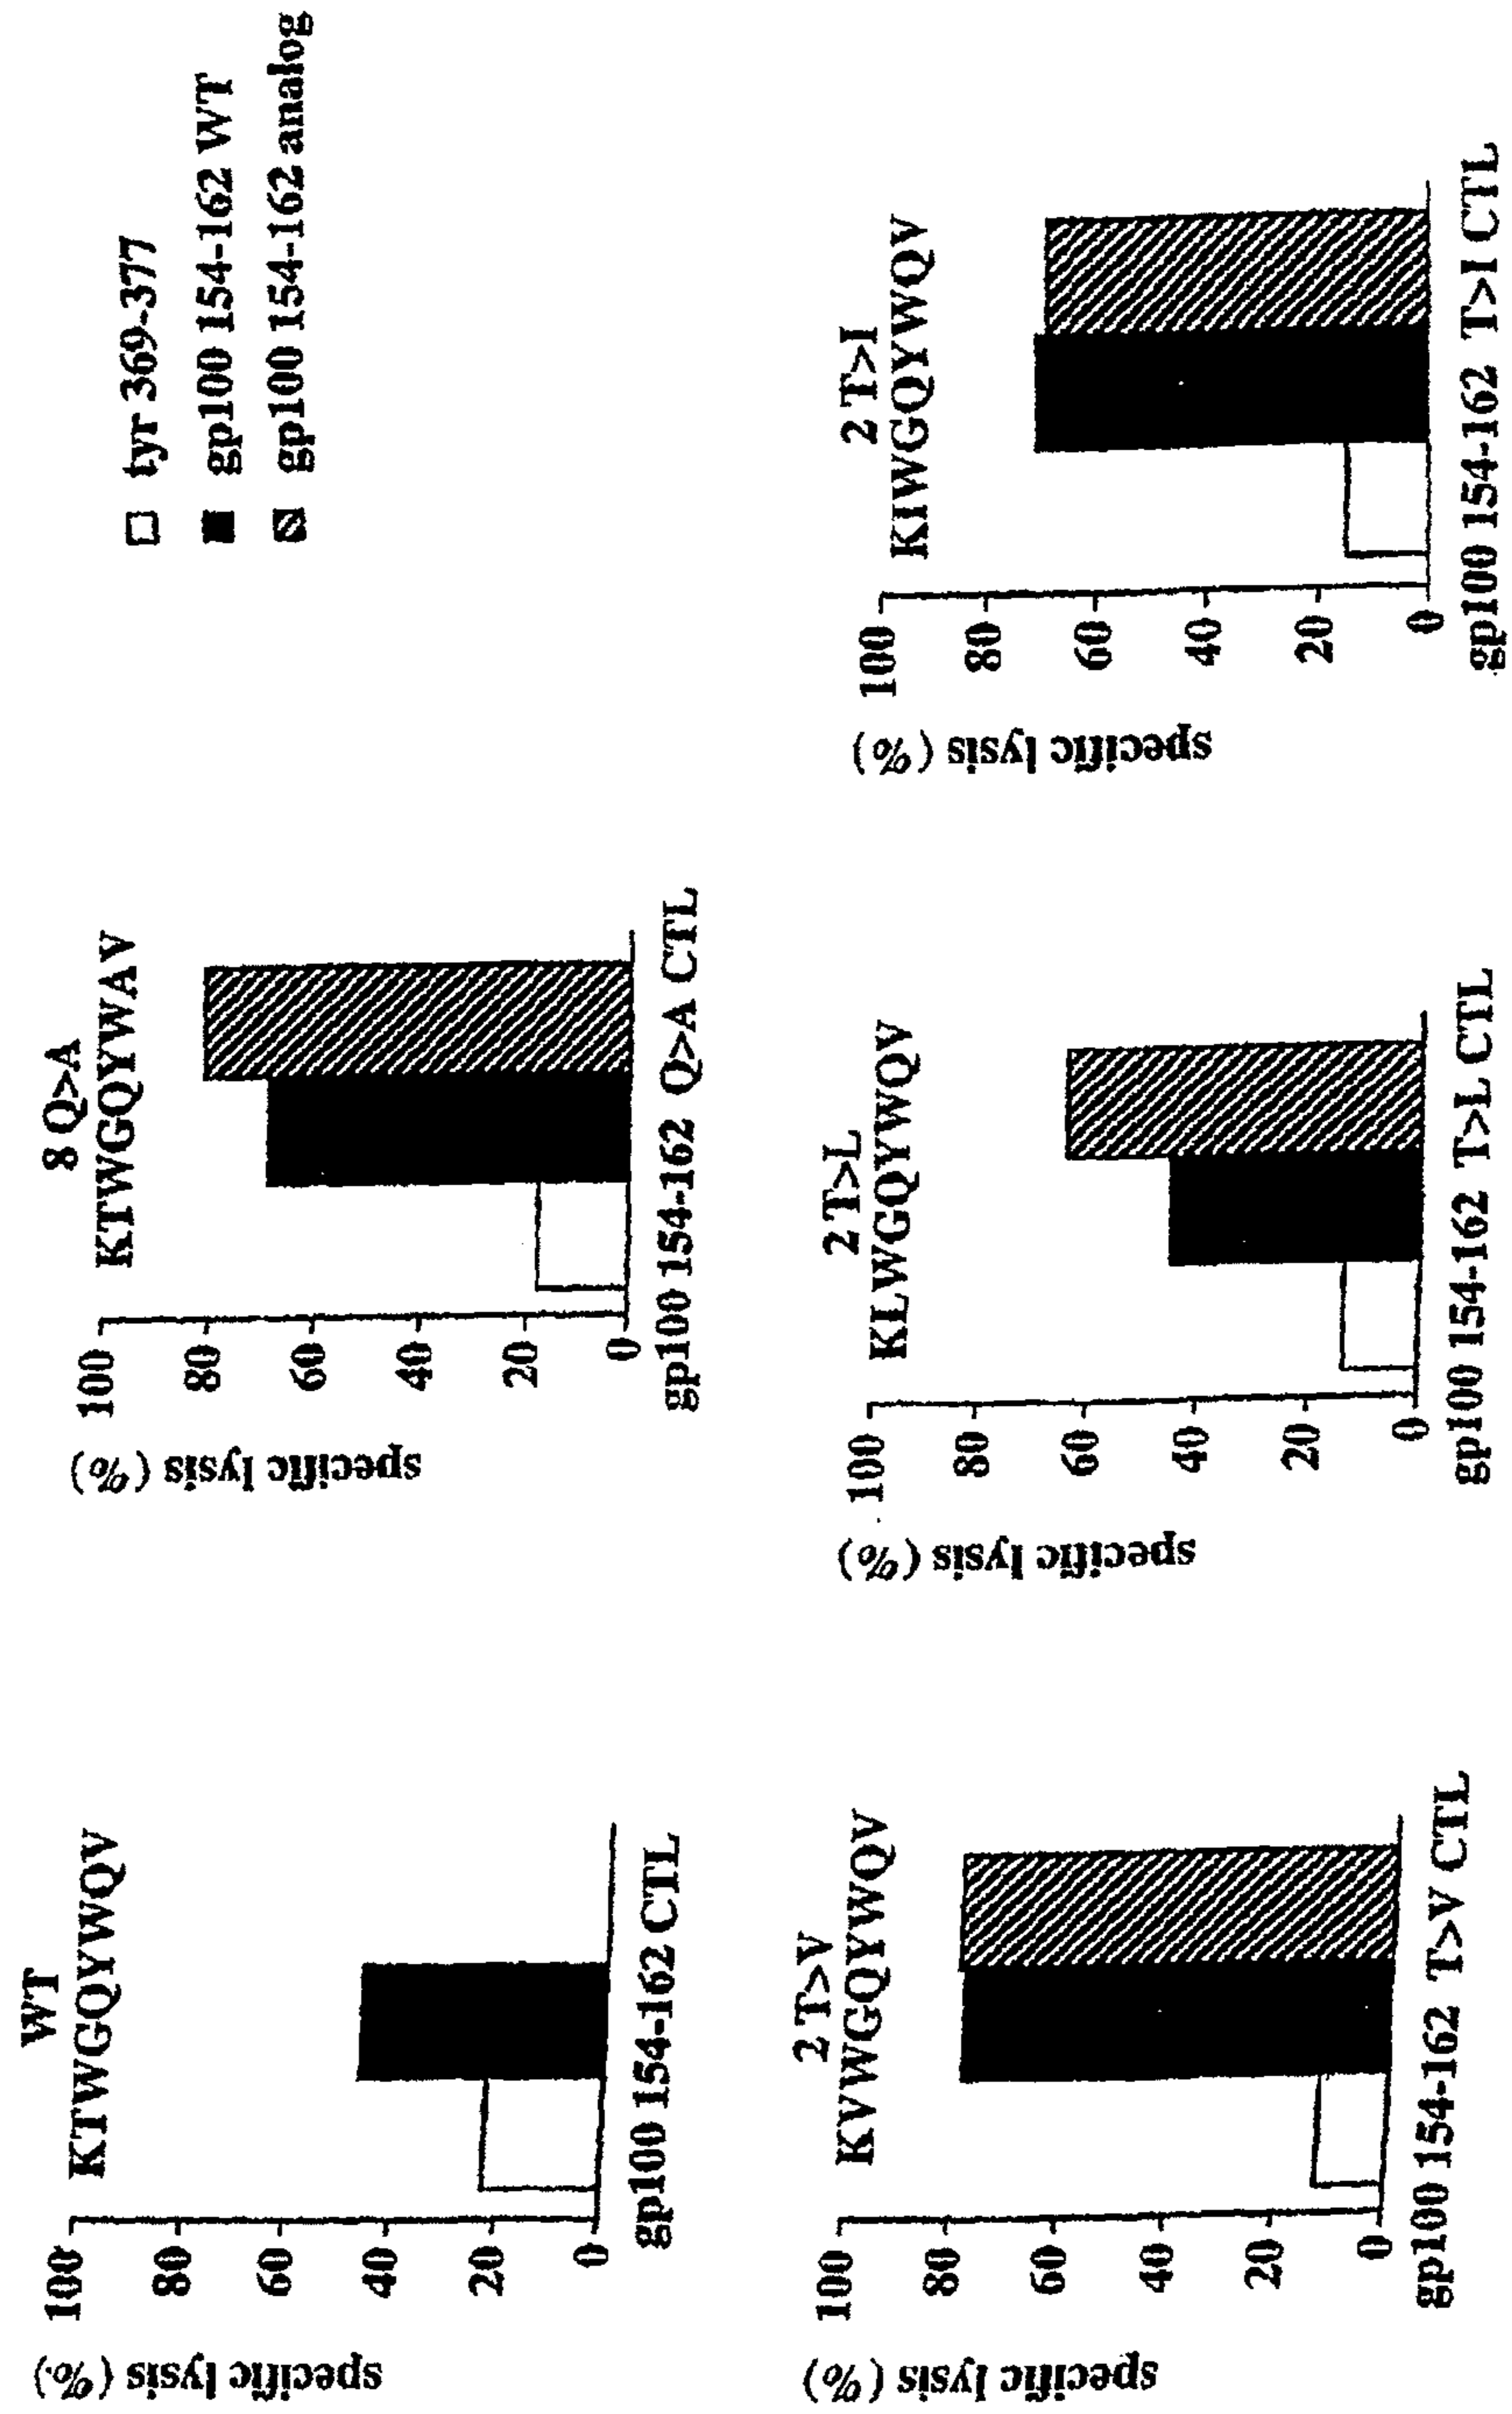 tyr 369-377
gp100 154-162 WT
gp100 154-162 analog
WT
KTWGQYWQV
100
80
60
40
20
0
specific lysis (%)
gp100 154-162 CTL
8 Q>A
KTWGQYWAV
100
80
60
40
20
0
specific lysis (%)
gp100 154-162 Q>A CTL
2 T>V
KVWGQYWQV
100
80
60
40
20
0
specific lysis (%)
gp100 154-162 T>V CTL
2 T>L
KLWGQYWQV
100
80
60
40
20
0
specific lysis (%)
gp100 154-162 T>L CTL
2 T>I
KIWGQYWQV
100
80
60
40
20
0
specific lysis (%)
gp100 154-162 T>I CTL